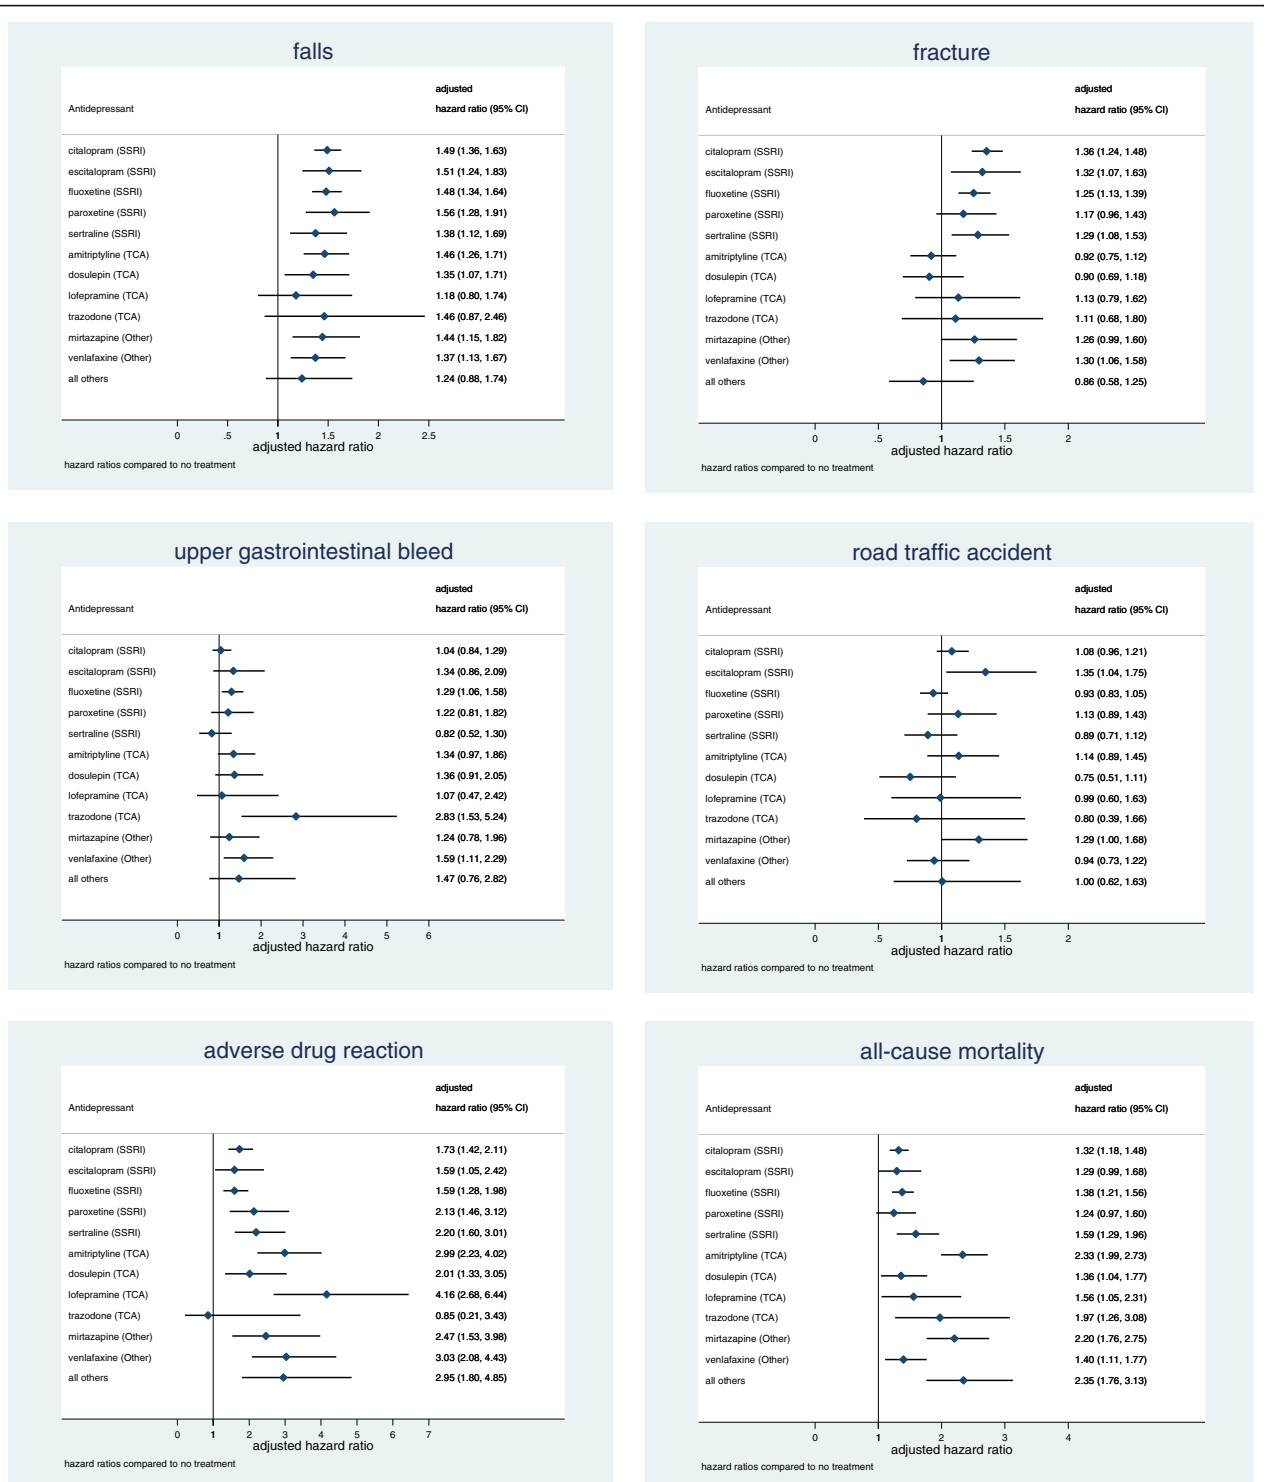 falls
adjusted
Antidepressant hazard ratio (95% CI)
citalopram (SSRI) 1.49 (1.36, 1.63)
escitalopram (SSRI) 1.51 (1.24, 1.83)
fluoxetine (SSRI) 1.48 (1.34, 1.64)
paroxetine (SSRI) 1.56 (1.28, 1.91)
sertraline (SSRI) 1.38 (1.12, 1.69)
amitriptyline (TCA) 1.46 (1.26, 1.71)
dosulepin (TCA) 1.35 (1.07, 1.71)
lofepramine (TCA) 1.18 (0.80, 1.74)
trazodone (TCA) 1.46 (0.87, 2.46)
mirtazapine (Other) 1.44 (1.15, 1.82)
venlafaxine (Other) 1.37 (1.13, 1.67)
all others 1.24 (0.88, 1.74)
0 .5 1 1.5 2 2.5
adjusted hazard ratio
hazard ratios compared to no treatment
fracture
adjusted
Antidepressant hazard ratio (95% CI)
citalopram (SSRI) 1.36 (1.24, 1.48)
escitalopram (SSRI) 1.32 (1.07, 1.63)
fluoxetine (SSRI) 1.25 (1.13, 1.39)
paroxetine (SSRI) 1.17 (0.96, 1.43)
sertraline (SSRI) 1.29 (1.08, 1.53)
amitriptyline (TCA) 0.92 (0.75, 1.12)
dosulepin (TCA) 0.90 (0.69, 1.18)
lofepramine (TCA) 1.13 (0.79, 1.62)
trazodone (TCA) 1.11 (0.68, 1.80)
mirtazapine (Other) 1.26 (0.99, 1.60)
venlafaxine (Other) 1.30 (1.06, 1.58)
all others 0.86 (0.58, 1.25)
0 .5 1 1.5 2
adjusted hazard ratio
hazard ratios compared to no treatment
upper gastrointestinal bleed
adjusted
Antidepressant hazard ratio (95% CI)
citalopram (SSRI) 1.04 (0.84, 1.29)
escitalopram (SSRI) 1.34 (0.86, 2.09)
fluoxetine (SSRI) 1.29 (1.06, 1.58)
paroxetine (SSRI) 1.22 (0.81, 1.82)
sertraline (SSRI) 0.82 (0.52, 1.30)
amitriptyline (TCA) 1.34 (0.97, 1.86)
dosulepin (TCA) 1.36 (0.91, 2.05)
lofepramine (TCA) 1.07 (0.47, 2.42)
trazodone (TCA) 2.83 (1.53, 5.24)
mirtazapine (Other) 1.24 (0.78, 1.96)
venlafaxine (Other) 1.59 (1.11, 2.29)
all others 1.47 (0.76, 2.82)
0 1 2 3 4 5 6
adjusted hazard ratio
hazard ratios compared to no treatment
road traffic accident
adjusted
Antidepressant hazard ratio (95% CI)
citalopram (SSRI) 1.08 (0.96, 1.21)
escitalopram (SSRI) 1.35 (1.04, 1.75)
fluoxetine (SSRI) 0.93 (0.83, 1.05)
paroxetine (SSRI) 1.13 (0.89, 1.43)
sertraline (SSRI) 0.89 (0.71, 1.12)
amitriptyline (TCA) 1.14 (0.89, 1.45)
dosulepin (TCA) 0.75 (0.51, 1.11)
lofepramine (TCA) 0.99 (0.60, 1.63)
trazodone (TCA) 0.80 (0.39, 1.66)
mirtazapine (Other) 1.29 (1.00, 1.68)
venlafaxine (Other) 0.94 (0.73, 1.22)
all others 1.00 (0.62, 1.63)
0 .5 1 1.5 2
adjusted hazard ratio
hazard ratios compared to no treatment
adverse drug reaction
adjusted
Antidepressant hazard ratio (95% CI)
citalopram (SSRI) 1.73 (1.42, 2.11)
escitalopram (SSRI) 1.59 (1.05, 2.42)
fluoxetine (SSRI) 1.59 (1.28, 1.98)
paroxetine (SSRI) 2.13 (1.46, 3.12)
sertraline (SSRI) 2.20 (1.60, 3.01)
amitriptyline (TCA) 2.99 (2.23, 4.02)
dosulepin (TCA) 2.01 (1.33, 3.05)
lofepramine (TCA) 4.16 (2.68, 6.44)
trazodone (TCA) 0.85 (0.21, 3.43)
mirtazapine (Other) 2.47 (1.53, 3.98)
venlafaxine (Other) 3.03 (2.08, 4.43)
all others 2.95 (1.80, 4.85)
0 1 2 3 4 5 6 7
adjusted hazard ratio
hazard ratios compared to no treatment
all-cause mortality
adjusted
Antidepressant hazard ratio (95% CI)
citalopram (SSRI) 1.32 (1.18, 1.48)
escitalopram (SSRI) 1.29 (0.99, 1.68)
fluoxetine (SSRI) 1.38 (1.21, 1.56)
paroxetine (SSRI) 1.24 (0.97, 1.60)
sertraline (SSRI) 1.59 (1.29, 1.96)
amitriptyline (TCA) 2.33 (1.99, 2.73)
dosulepin (TCA) 1.36 (1.04, 1.77)
lofepramine (TCA) 1.56 (1.05, 2.31)
trazodone (TCA) 1.97 (1.26, 3.08)
mirtazapine (Other) 2.20 (1.76, 2.75)
venlafaxine (Other) 1.40 (1.11, 1.77)
all others 2.35 (1.76, 3.13)
0 1 2 3 4
adjusted hazard ratio
hazard ratios compared to no treatment